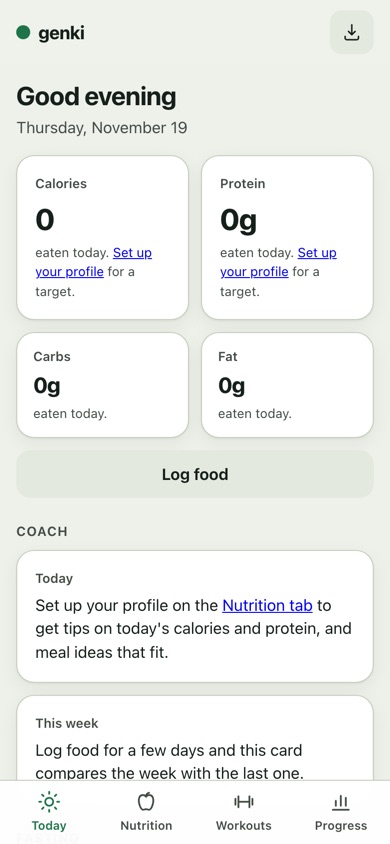 genki
Good evening
Thursday, November 19
Calories
0
eaten today. Set up
your profile for a
target.
Protein
0g
eaten today. Set up
your profile for a
target.
Carbs
0g
eaten today.
Fat
0g
eaten today.
Log food
COACH
Today
Set up your profile on the Nutrition tab to
get tips on today's calories and protein, and
meal ideas that fit.
This week
Log food for a few days and this card
compares the week with the last one.
Today
Nutrition
Workouts
Progress